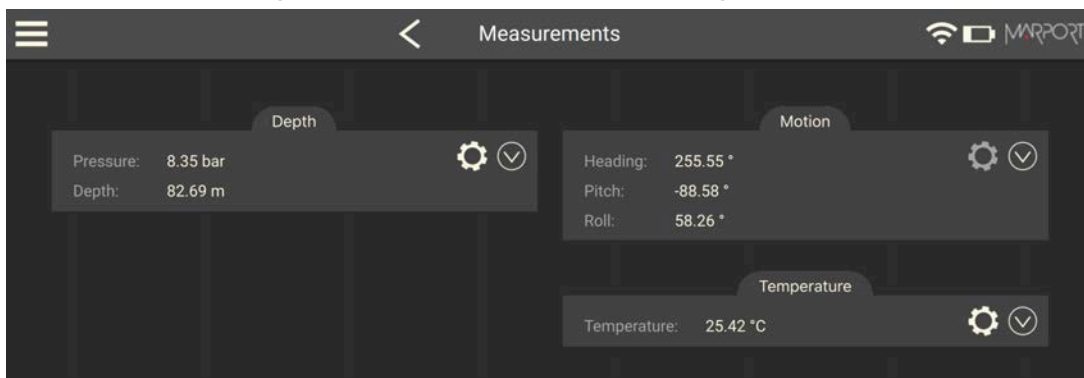 Measurements
MARPORT
Depth
Pressure: 8.35 bar
Depth: 82.69 m
Motion
Heading: 255.55 °
Pitch: -88.58 °
Roll: 58.26 °
Temperature
Temperature: 25.42 °C